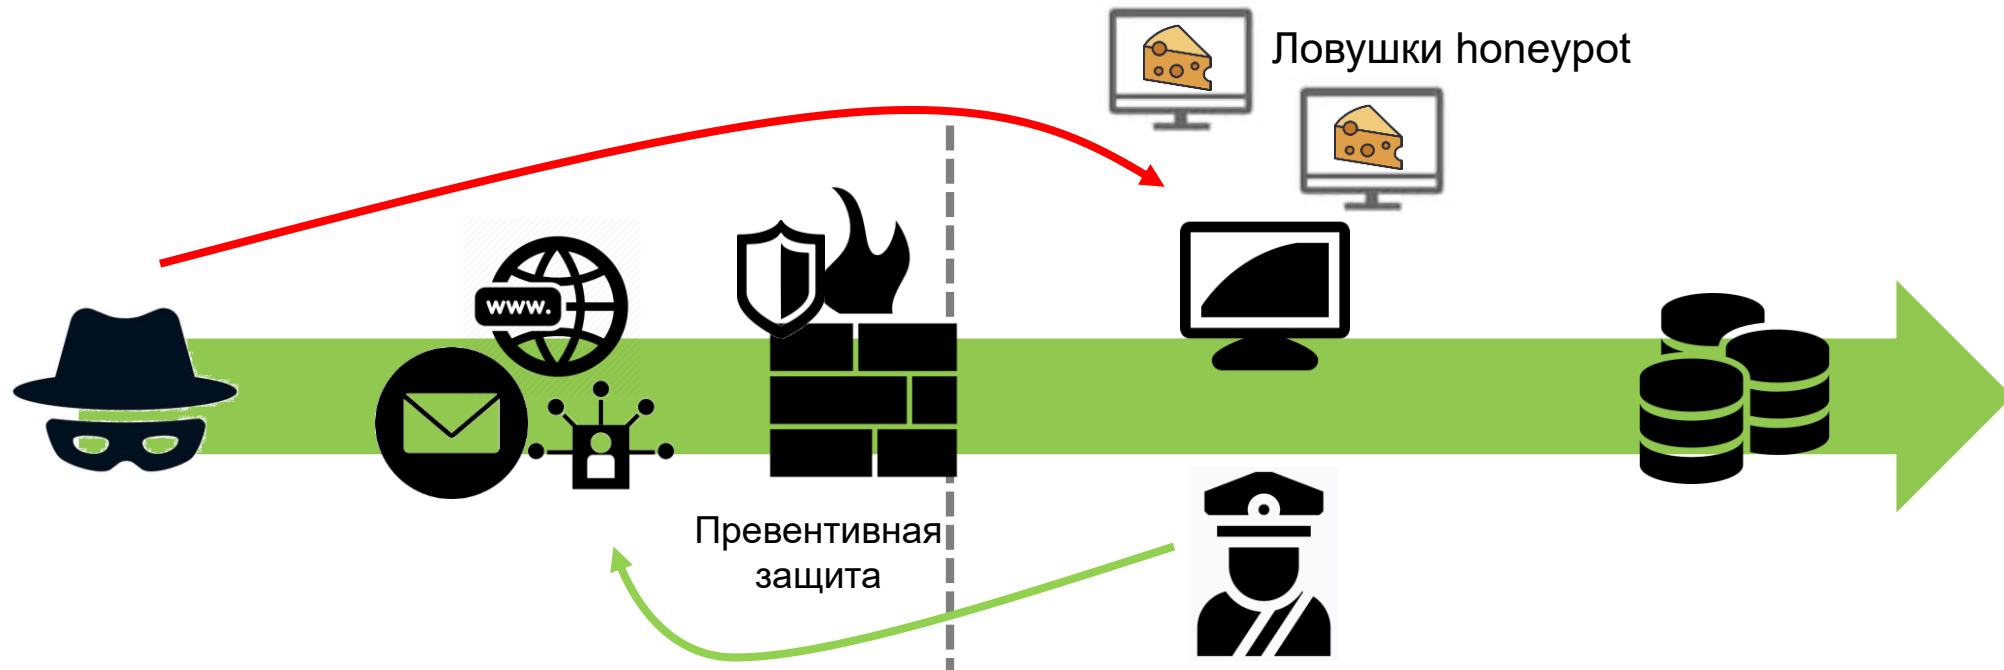 Ловушки honeypot
www.
Превентивная
защита